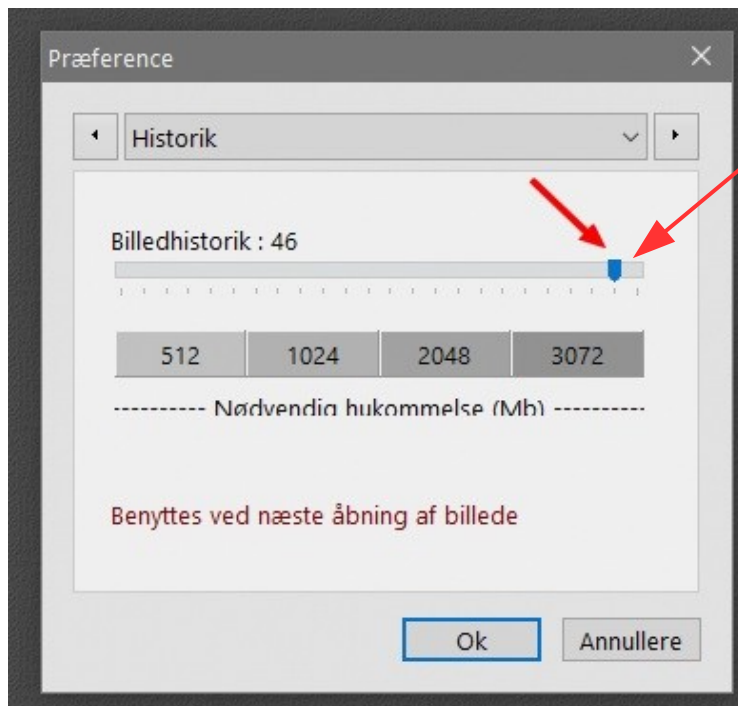 Præference
Historik
Billedhistorik : 46
512 1024 2048 3072
---------- Nødvendig hukommelse (Mb) ----------
Benyttes ved næste åbning af billede
Ok Annullere